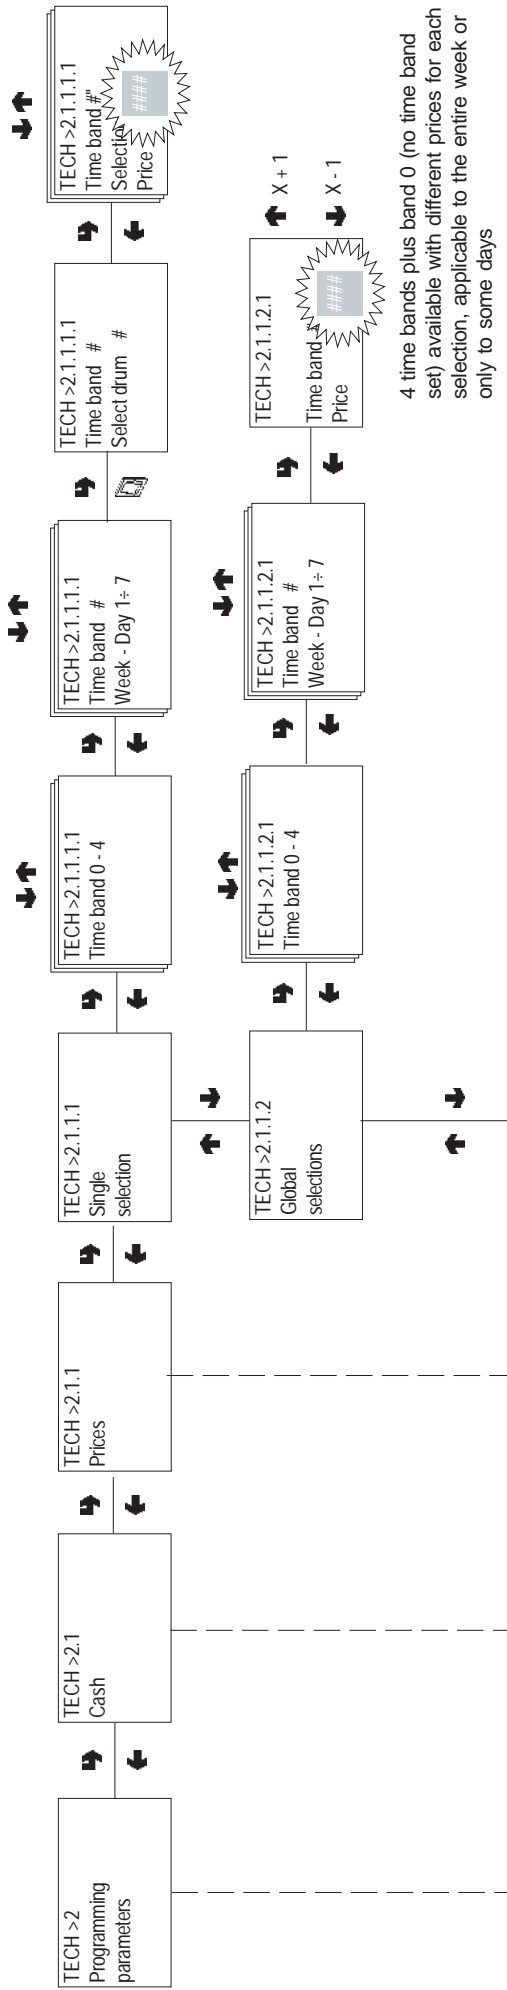 TECH >2
Programming
parameters
TECH >2.1
Cash
TECH >2.1.1
Prices
TECH >2.1.1.1
Single
selection
TECH >2.1.1.1.1
Time band 0 - 4
TECH >2.1.1.1.1
Time band #
Week - Day 1÷ 7
TECH >2.1.1.1.1
Time band #
Select drum #
TECH >2.1.1.1.1
Time band #"
Selectio
Price ####
TECH >2.1.1.2
Global
selections
TECH >2.1.1.2.1
Time band 0 - 4
TECH >2.1.1.2.1
Time band #
Week - Day 1÷ 7
TECH >2.1.1.2.1
Time band #
Price ####
X + 1
X - 1
4 time bands plus band 0 (no time band
set) available with different prices for each
selection, applicable to the entire week or
only to some days